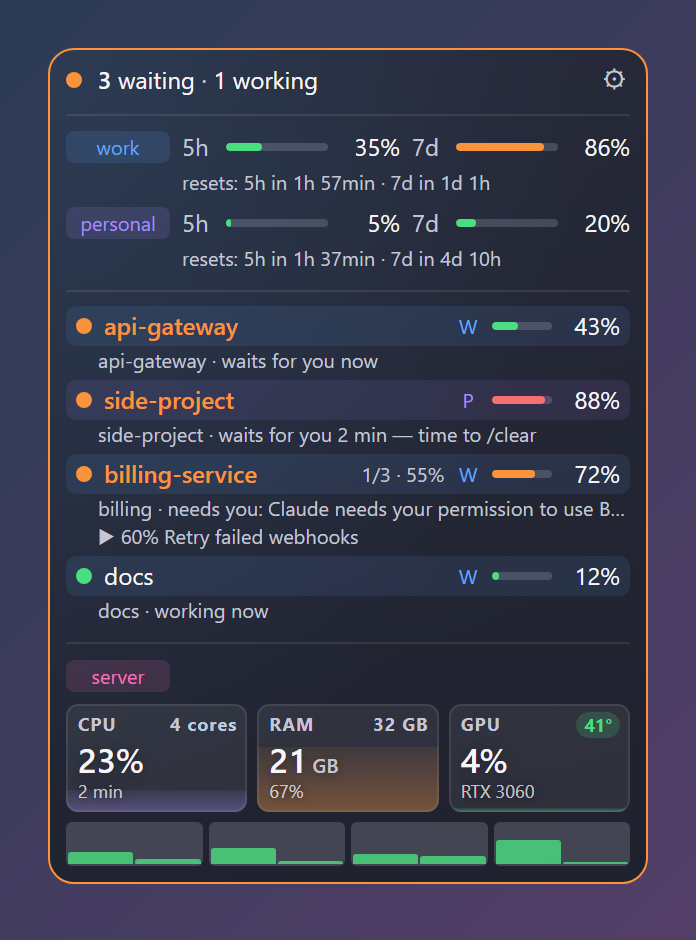 3 waiting · 1 working
work 5h 35% 7d 86%
resets: 5h in 1h 57min · 7d in 1d 1h
personal 5h 5% 7d 20%
resets: 5h in 1h 37min · 7d in 4d 10h
api-gateway W 43%
api-gateway · waits for you now
side-project P 88%
side-project · waits for you 2 min — time to /clear
billing-service 1/3 · 55% W 72%
billing · needs you: Claude needs your permission to use B…
▶ 60% Retry failed webhooks
docs W 12%
docs · working now
server
CPU 4 cores
23%
2 min
RAM 32 GB
21 GB
67%
GPU 41°
4%
RTX 3060